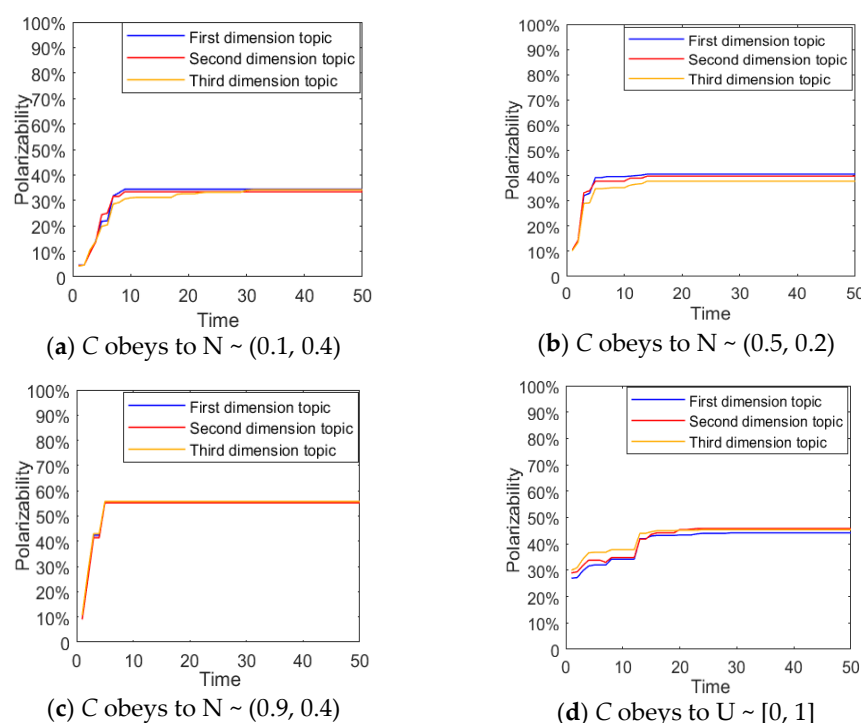 100%
90%
80%
70%
60%
50%
40%
30%
20%
10%
0
Polarizability
First dimension topic
Second dimension topic
Third dimension topic
0 10 20 30 40 50
Time
(a) C obeys to N ~ (0.1, 0.4)
100%
90%
80%
70%
60%
50%
40%
30%
20%
10%
0
Polarizability
First dimension topic
Second dimension topic
Third dimension topic
0 10 20 30 40 50
Time
(b) C obeys to N ~ (0.5, 0.2)
100%
90%
80%
70%
60%
50%
40%
30%
20%
10%
0
Polarizability
First dimension topic
Second dimension topic
Third dimension topic
0 10 20 30 40 50
Time
(c) C obeys to N ~ (0.9, 0.4)
100%
90%
80%
70%
60%
50%
40%
30%
20%
10%
0
Polarizability
First dimension topic
Second dimension topic
Third dimension topic
0 10 20 30 40 50
Time
(d) C obeys to U ~ [0, 1]